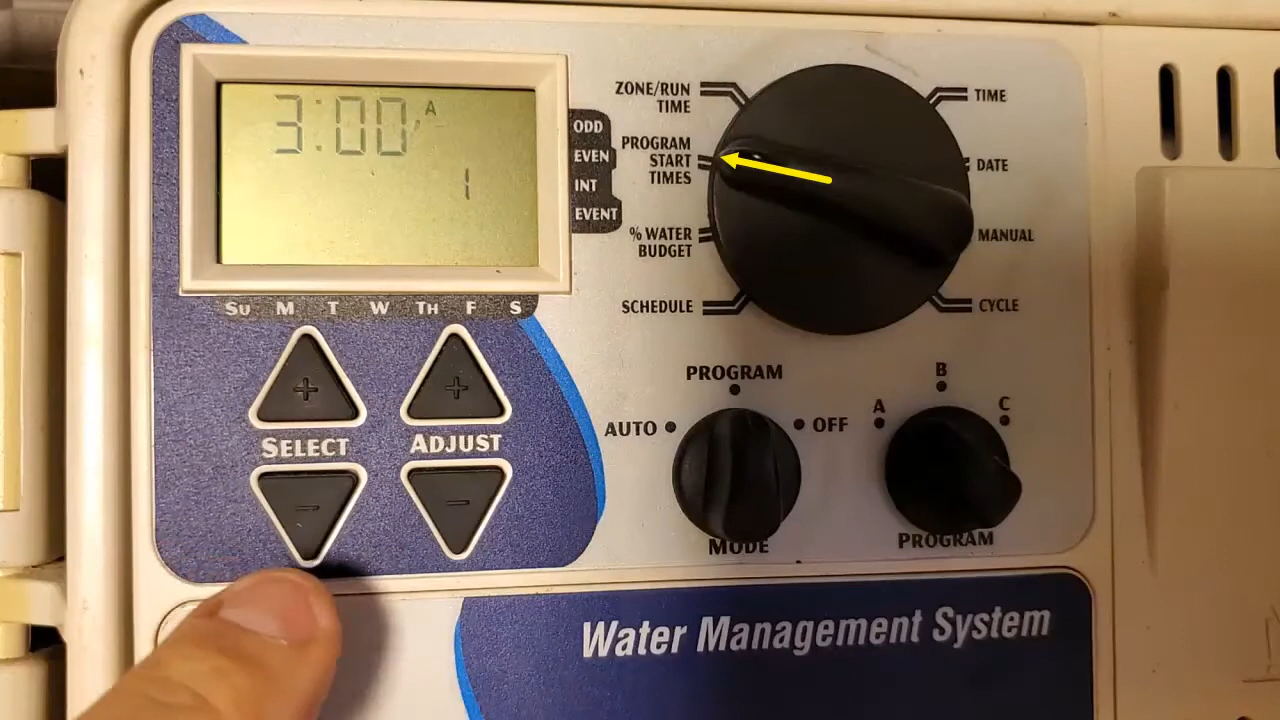 3:00 A
1
ODD
EVEN
INT
EVENT
SU M T W TH F S
+ +
SELECT ADJUST
- -
ZONE/RUN
TIME
PROGRAM
START
TIMES
% WATER
BUDGET
SCHEDULE
TIME
DATE
MANUAL
CYCLE
PROGRAM
AUTO
OFF
MODE
A
B
C
PROGRAM
Water Management System